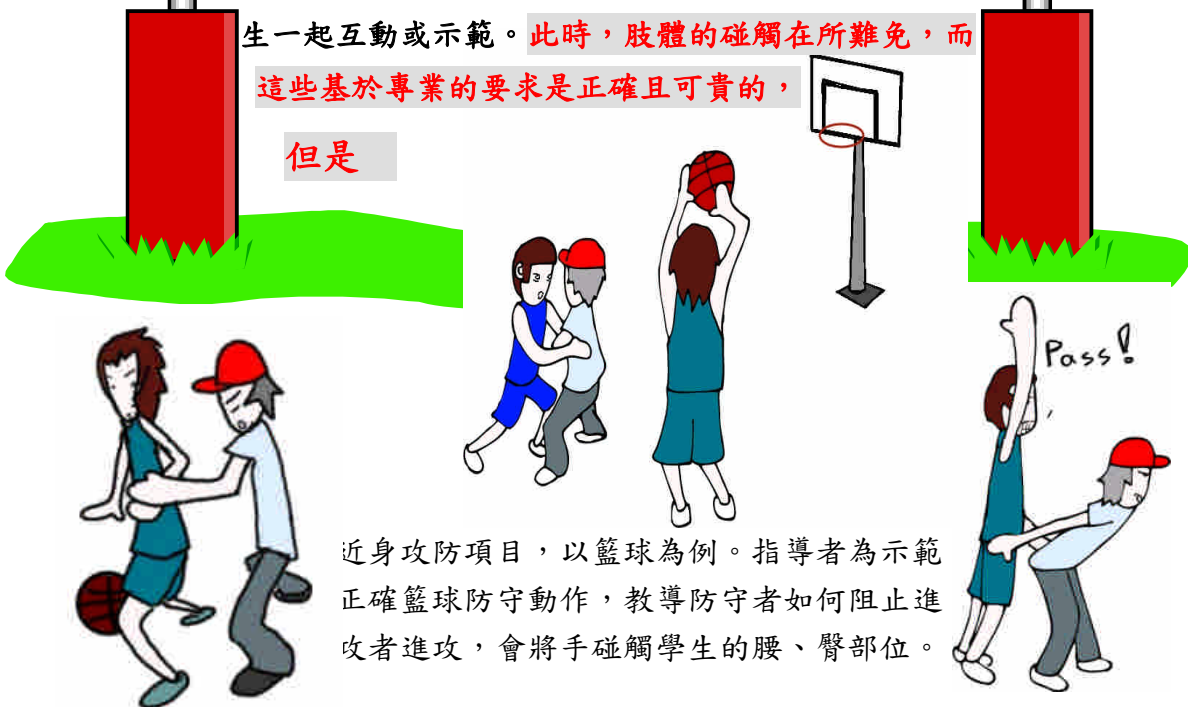 生一起互動或示範。此時，肢體的碰觸在所難免，而
這些基於專業的要求是正確且可貴的，
但是
Pass!
近身攻防項目，以籃球為例。指導者為示範
正確籃球防守動作，教導防守者如何阻止進
攻者進攻，會將手碰觸學生的腰、臀部位。